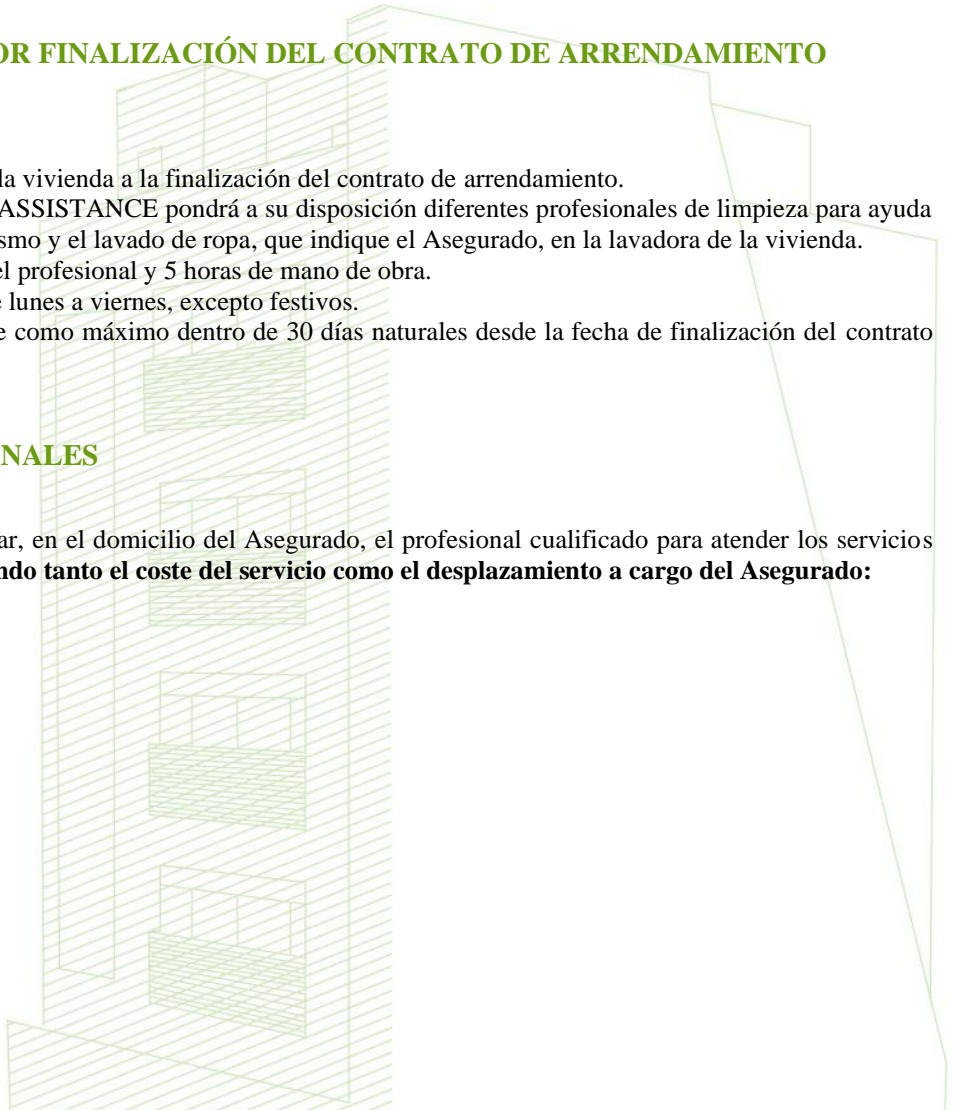 OR FINALIZACIÓN DEL CONTRATO DE ARRENDAMIENTO
la vivienda a la finalización del contrato de arrendamiento.
ASSISTANCE pondrá a su disposición diferentes profesionales de limpieza para ayuda
smo y el lavado de ropa, que indique el Asegurado, en la lavadora de la vivienda.
el profesional y 5 horas de mano de obra.
e lunes a viernes, excepto festivos.
e como máximo dentro de 30 días naturales desde la fecha de finalización del contrato
NALES
ar, en el domicilio del Asegurado, el profesional cualificado para atender los servicios
ndo tanto el coste del servicio como el desplazamiento a cargo del Asegurado: